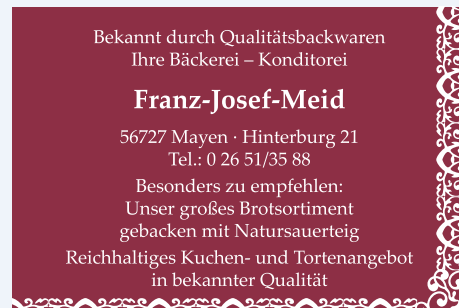 Bekannt durch Qualitätsbackwaren
Ihre Bäckerei – Konditorei
Franz-Josef-Meid
56727 Mayen · Hinterburg 21
Tel.: 0 26 51/35 88
Besonders zu empfehlen:
Unser großes Brotsortiment
gebacken mit Natursauerteig
Reichhaltiges Kuchen- und Tortenangebot
in bekannter Qualität